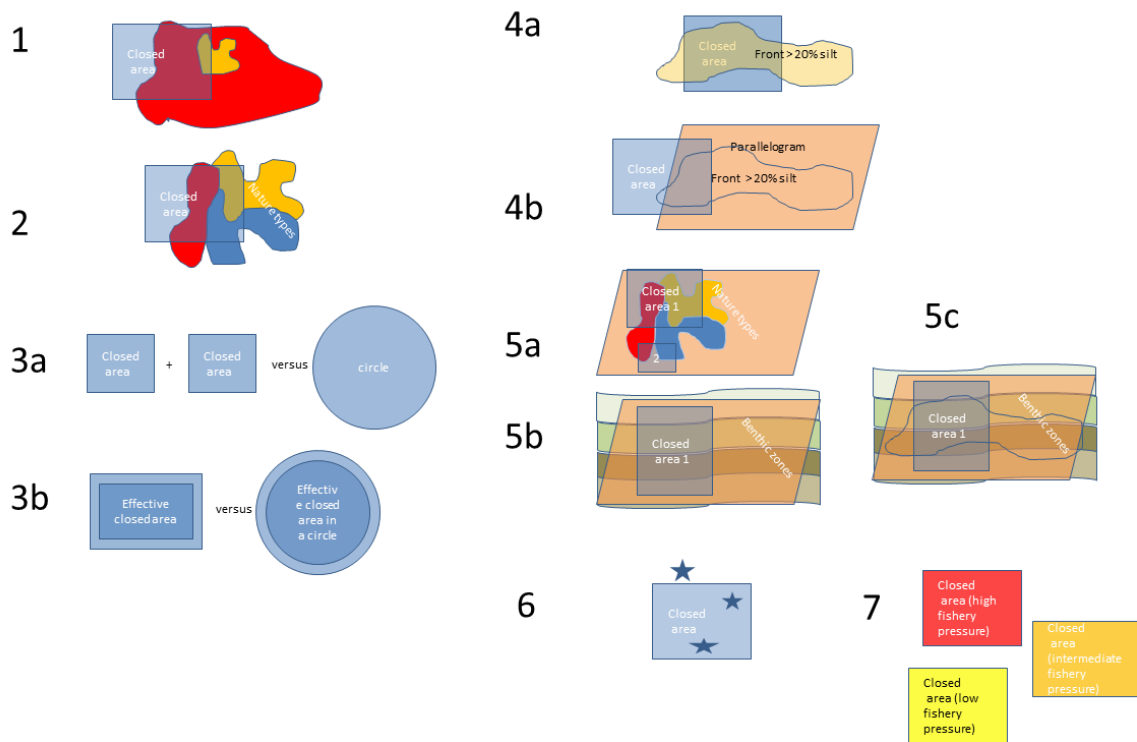 1
Closed
area
2
Closed
area
Nature types
3a
Closed
area
+
Closed
area
versus
circle
3b
Effective
closed area
versus
Effectiv
e closed
area in
a circle
4a
Closed
area
Front > 20% silt
4b
Parallelogram
Closed
area
Front > 20% silt
5a
Closed
area 1
Nature types
2
5b
Closed
area 1
Benthic zones
5c
Closed
area 1
Benthic zones
6
Closed
area
7
Closed
area (high
fishery
pressure)
Closed
area
(intermediate
fishery
pressure)
Closed
area (low
fishery
pressure)